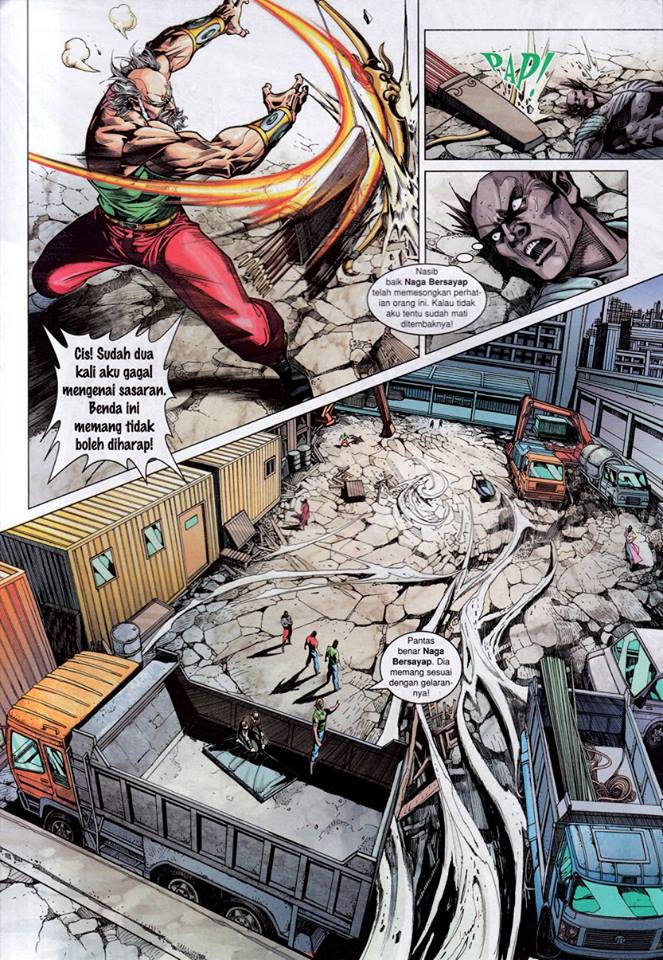 Cis! Sudah dua
kali aku gagal
mengenai sasaran.
Benda ini
memang tidak
boleh diharap!
PAP!
Nasib
baik Naga Bersayap
telah memesongkan perhat-
ian orang ini. Kalau tidak
aku tentu sudah mati
ditembaknya!
Pantas
benar Naga
Bersayap. Dia
memang sesuai
dengan gelaran-
nya!